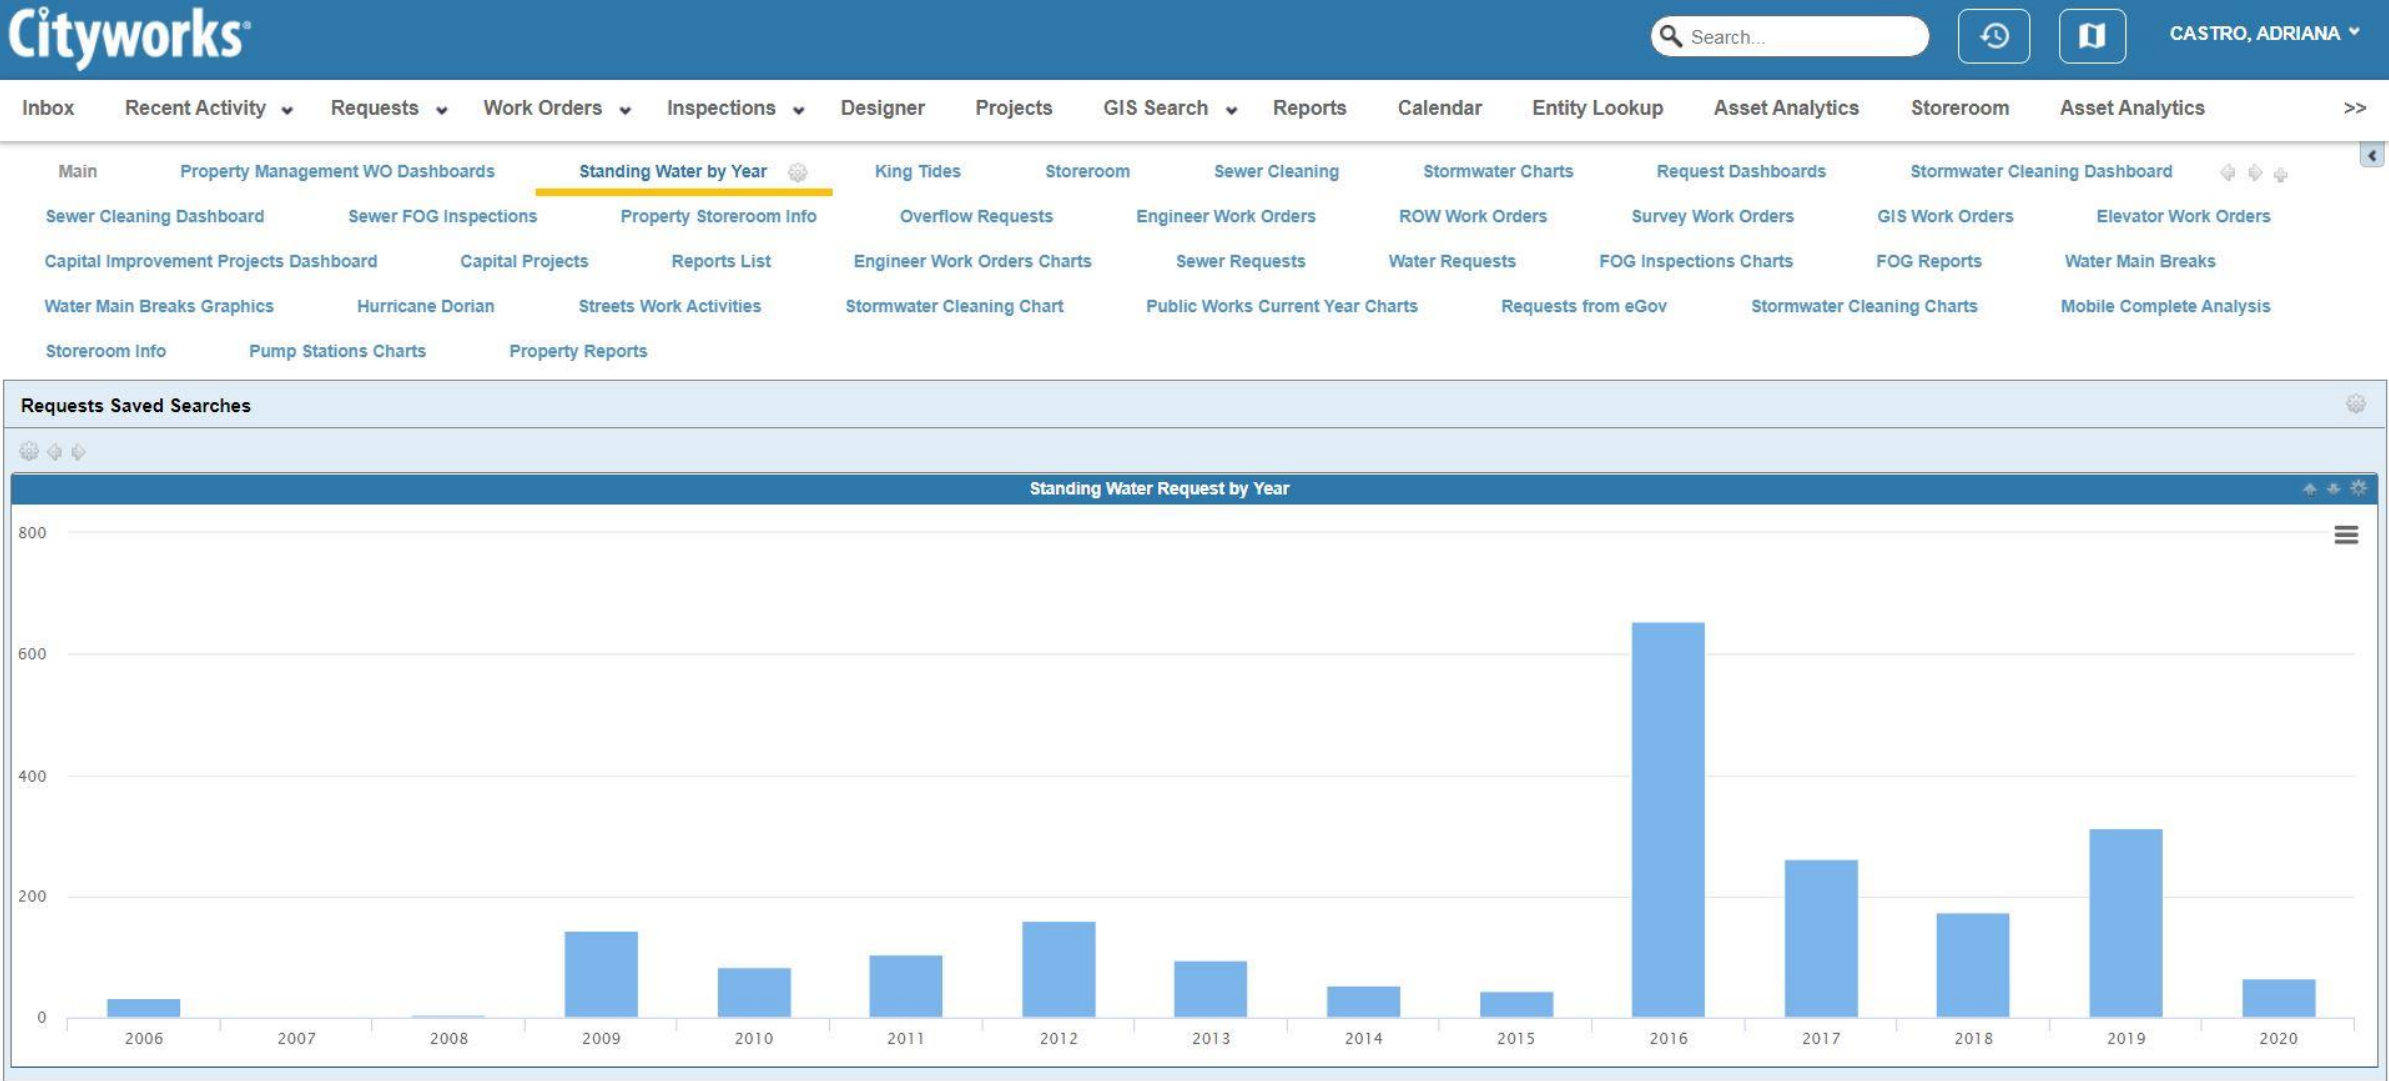 Cityworks®
Search...
CASTRO, ADRIANA
Inbox Recent Activity Requests Work Orders Inspections Designer Projects GIS Search Reports Calendar Entity Lookup Asset Analytics Storeroom Asset Analytics >>
Main Property Management WO Dashboards Standing Water by Year King Tides Storeroom Sewer Cleaning Stormwater Charts Request Dashboards Stormwater Cleaning Dashboard
Sewer Cleaning Dashboard Sewer FOG Inspections Property Storeroom Info Overflow Requests Engineer Work Orders ROW Work Orders Survey Work Orders GIS Work Orders Elevator Work Orders
Capital Improvement Projects Dashboard Capital Projects Reports List Engineer Work Orders Charts Sewer Requests Water Requests FOG Inspections Charts FOG Reports Water Main Breaks
Water Main Breaks Graphics Hurricane Dorian Streets Work Activities Stormwater Cleaning Chart Public Works Current Year Charts Requests from eGov Stormwater Cleaning Charts Mobile Complete Analysis
Storeroom Info Pump Stations Charts Property Reports
Requests Saved Searches
Standing Water Request by Year
800
600
400
200
0
2006 2007 2008 2009 2010 2011 2012 2013 2014 2015 2016 2017 2018 2019 2020